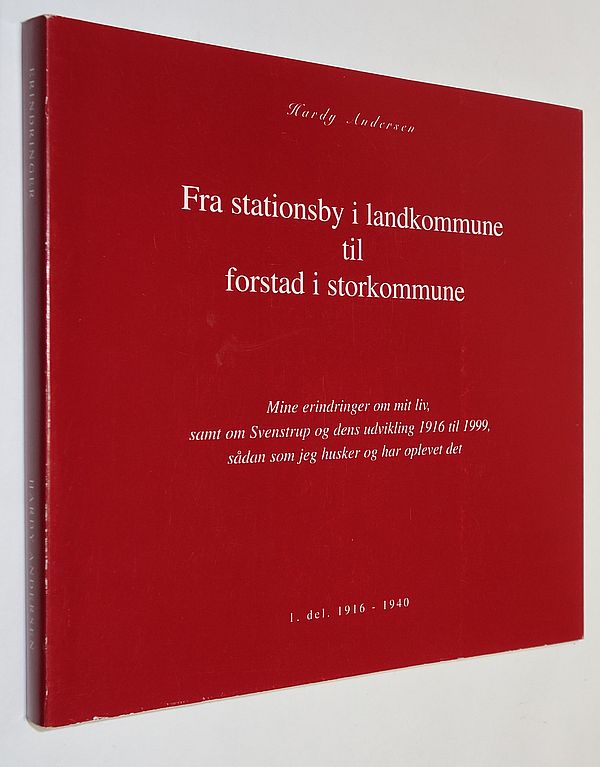 Hardy Andersen
Fra stationsby i landkommune
til
forstad i storkommune
Mine erindringer om mit liv,
samt om Svenstrup og dens udvikling 1916 til 1999,
sådan som jeg husker og har oplevet det
1. del. 1916 - 1940
ERINDRINGER
HARDY ANDERSEN